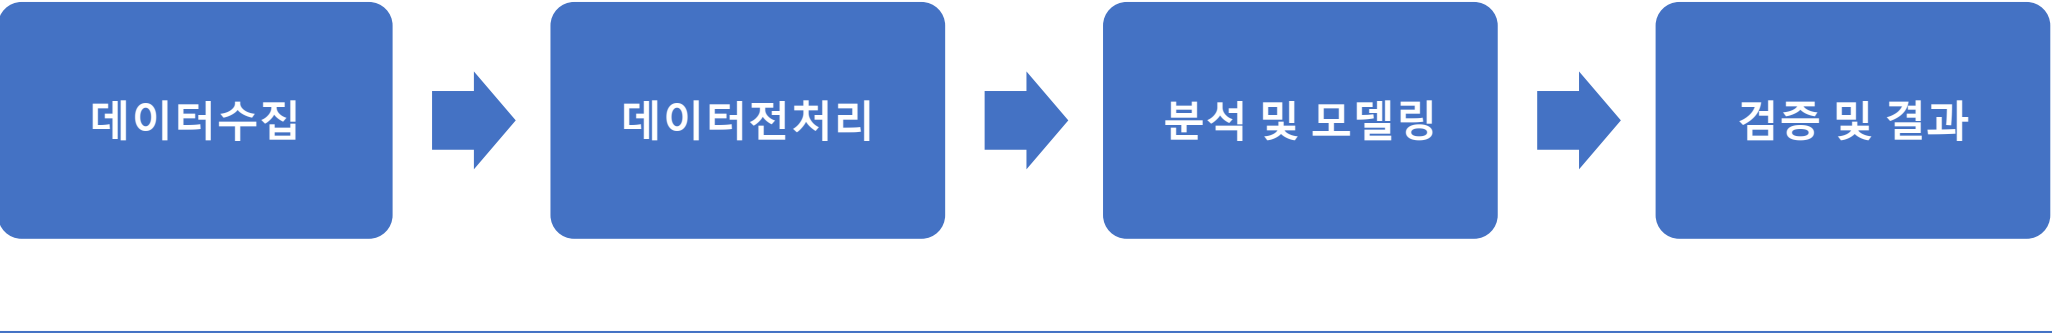 데이터수집
데이터전처리
분석 및 모델링
검증 및 결과